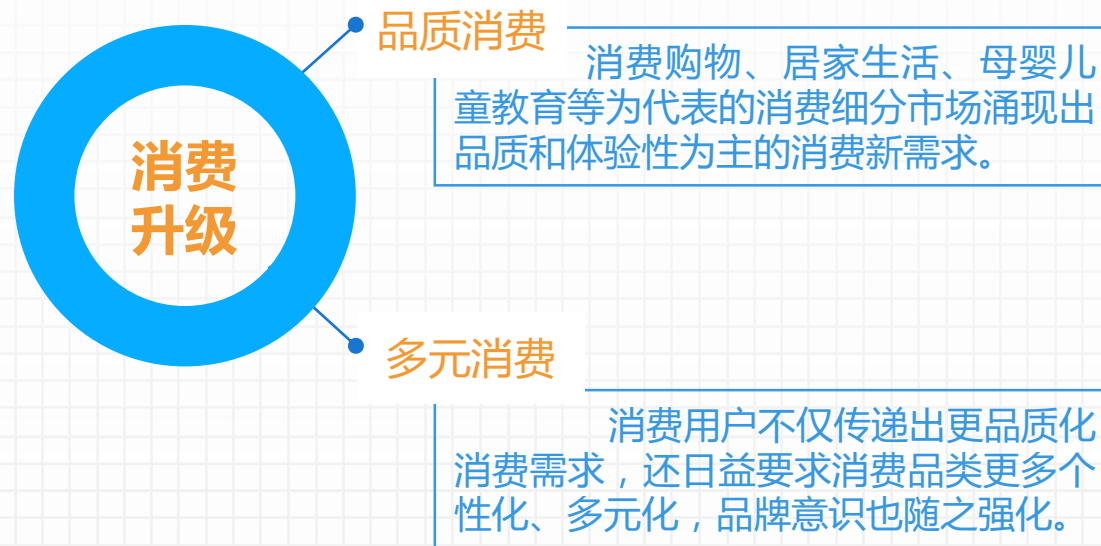 消费
升级
品质消费
消费购物、居家生活、母婴儿
童教育等为代表的消费细分市场涌现出
品质和体验性为主的消费新需求。
多元消费
消费用户不仅传递出更品质化
消费需求，还日益要求消费品类更多个
性化、多元化，品牌意识也随之强化。